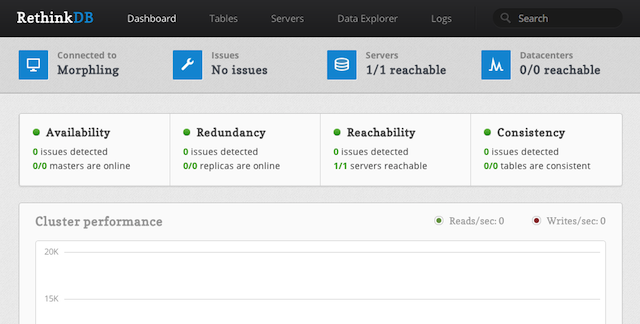 RethinkDB Dashboard Tables Servers Data Explorer Logs Search
Connected to Issues Servers Datacenters
Morphling No issues 1/1 reachable 0/0 reachable
Availability Redundancy Reachability Consistency
0 issues detected 0 issues detected 0 issues detected 0 issues detected
0/0 masters are online 0/0 replicas are online 1/1 servers reachable 0/0 tables are consistent
Cluster performance Reads/sec: 0 Writes/sec: 0
20K
15K